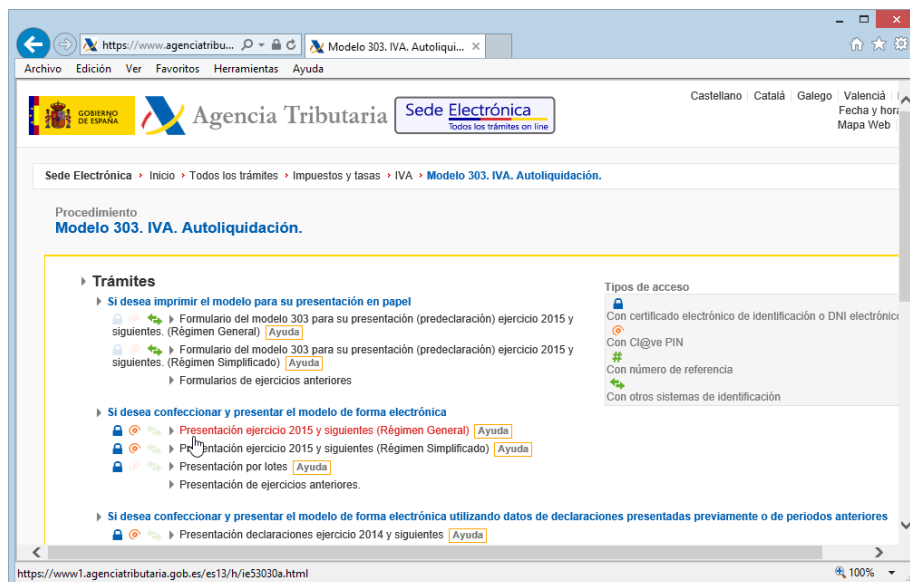 https://www.agenciatribu...
Modelo 303. IVA. Autoliqui...
Archivo Edición Ver Favoritos Herramientas Ayuda
GOBIERNO
DE ESPAÑA
Agencia Tributaria
Sede Electrónica
Todos los trámites on line
Castellano Català Galego Valencià
Fecha y hora
Mapa Web
Sede Electrónica Inicio Todos los trámites Impuestos y tasas IVA Modelo 303. IVA. Autoliquidación.
Procedimiento
Modelo 303. IVA. Autoliquidación.
Trámites
Si desea imprimir el modelo para su presentación en papel
Formulario del modelo 303 para su presentación (predeclaración) ejercicio 2015 y
siguientes. (Régimen General) Ayuda
Formulario del modelo 303 para su presentación (predeclaración) ejercicio 2015 y
siguientes. (Régimen Simplificado) Ayuda
Formularios de ejercicios anteriores
Si desea confeccionar y presentar el modelo de forma electrónica
Presentación ejercicio 2015 y siguientes (Régimen General) Ayuda
Presentación ejercicio 2015 y siguientes (Régimen Simplificado) Ayuda
Presentación por lotes Ayuda
Presentación de ejercicios anteriores.
Si desea confeccionar y presentar el modelo de forma electrónica utilizando datos de declaraciones presentadas previamente o de periodos anteriores
Presentación declaraciones ejercicio 2014 y siguientes Ayuda
Tipos de acceso
Con certificado electrónico de identificación o DNI electrónico
Con Cl@ve PIN
Con número de referencia
Con otros sistemas de identificación
https://www1.agenciatributaria.gob.es/es13/h/ie53030a.html
100%